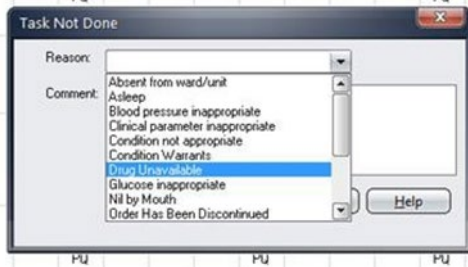 Task Not Done
Reason:
Comment:
Absent from ward/unit
Asleep
Blood pressure inappropriate
Clinical parameter inappropriate
Condition not appropriate
Condition Warrants
Drug Unavailable
Glucose inappropriate
Nil by Mouth
Order Has Been Discontinued
Help